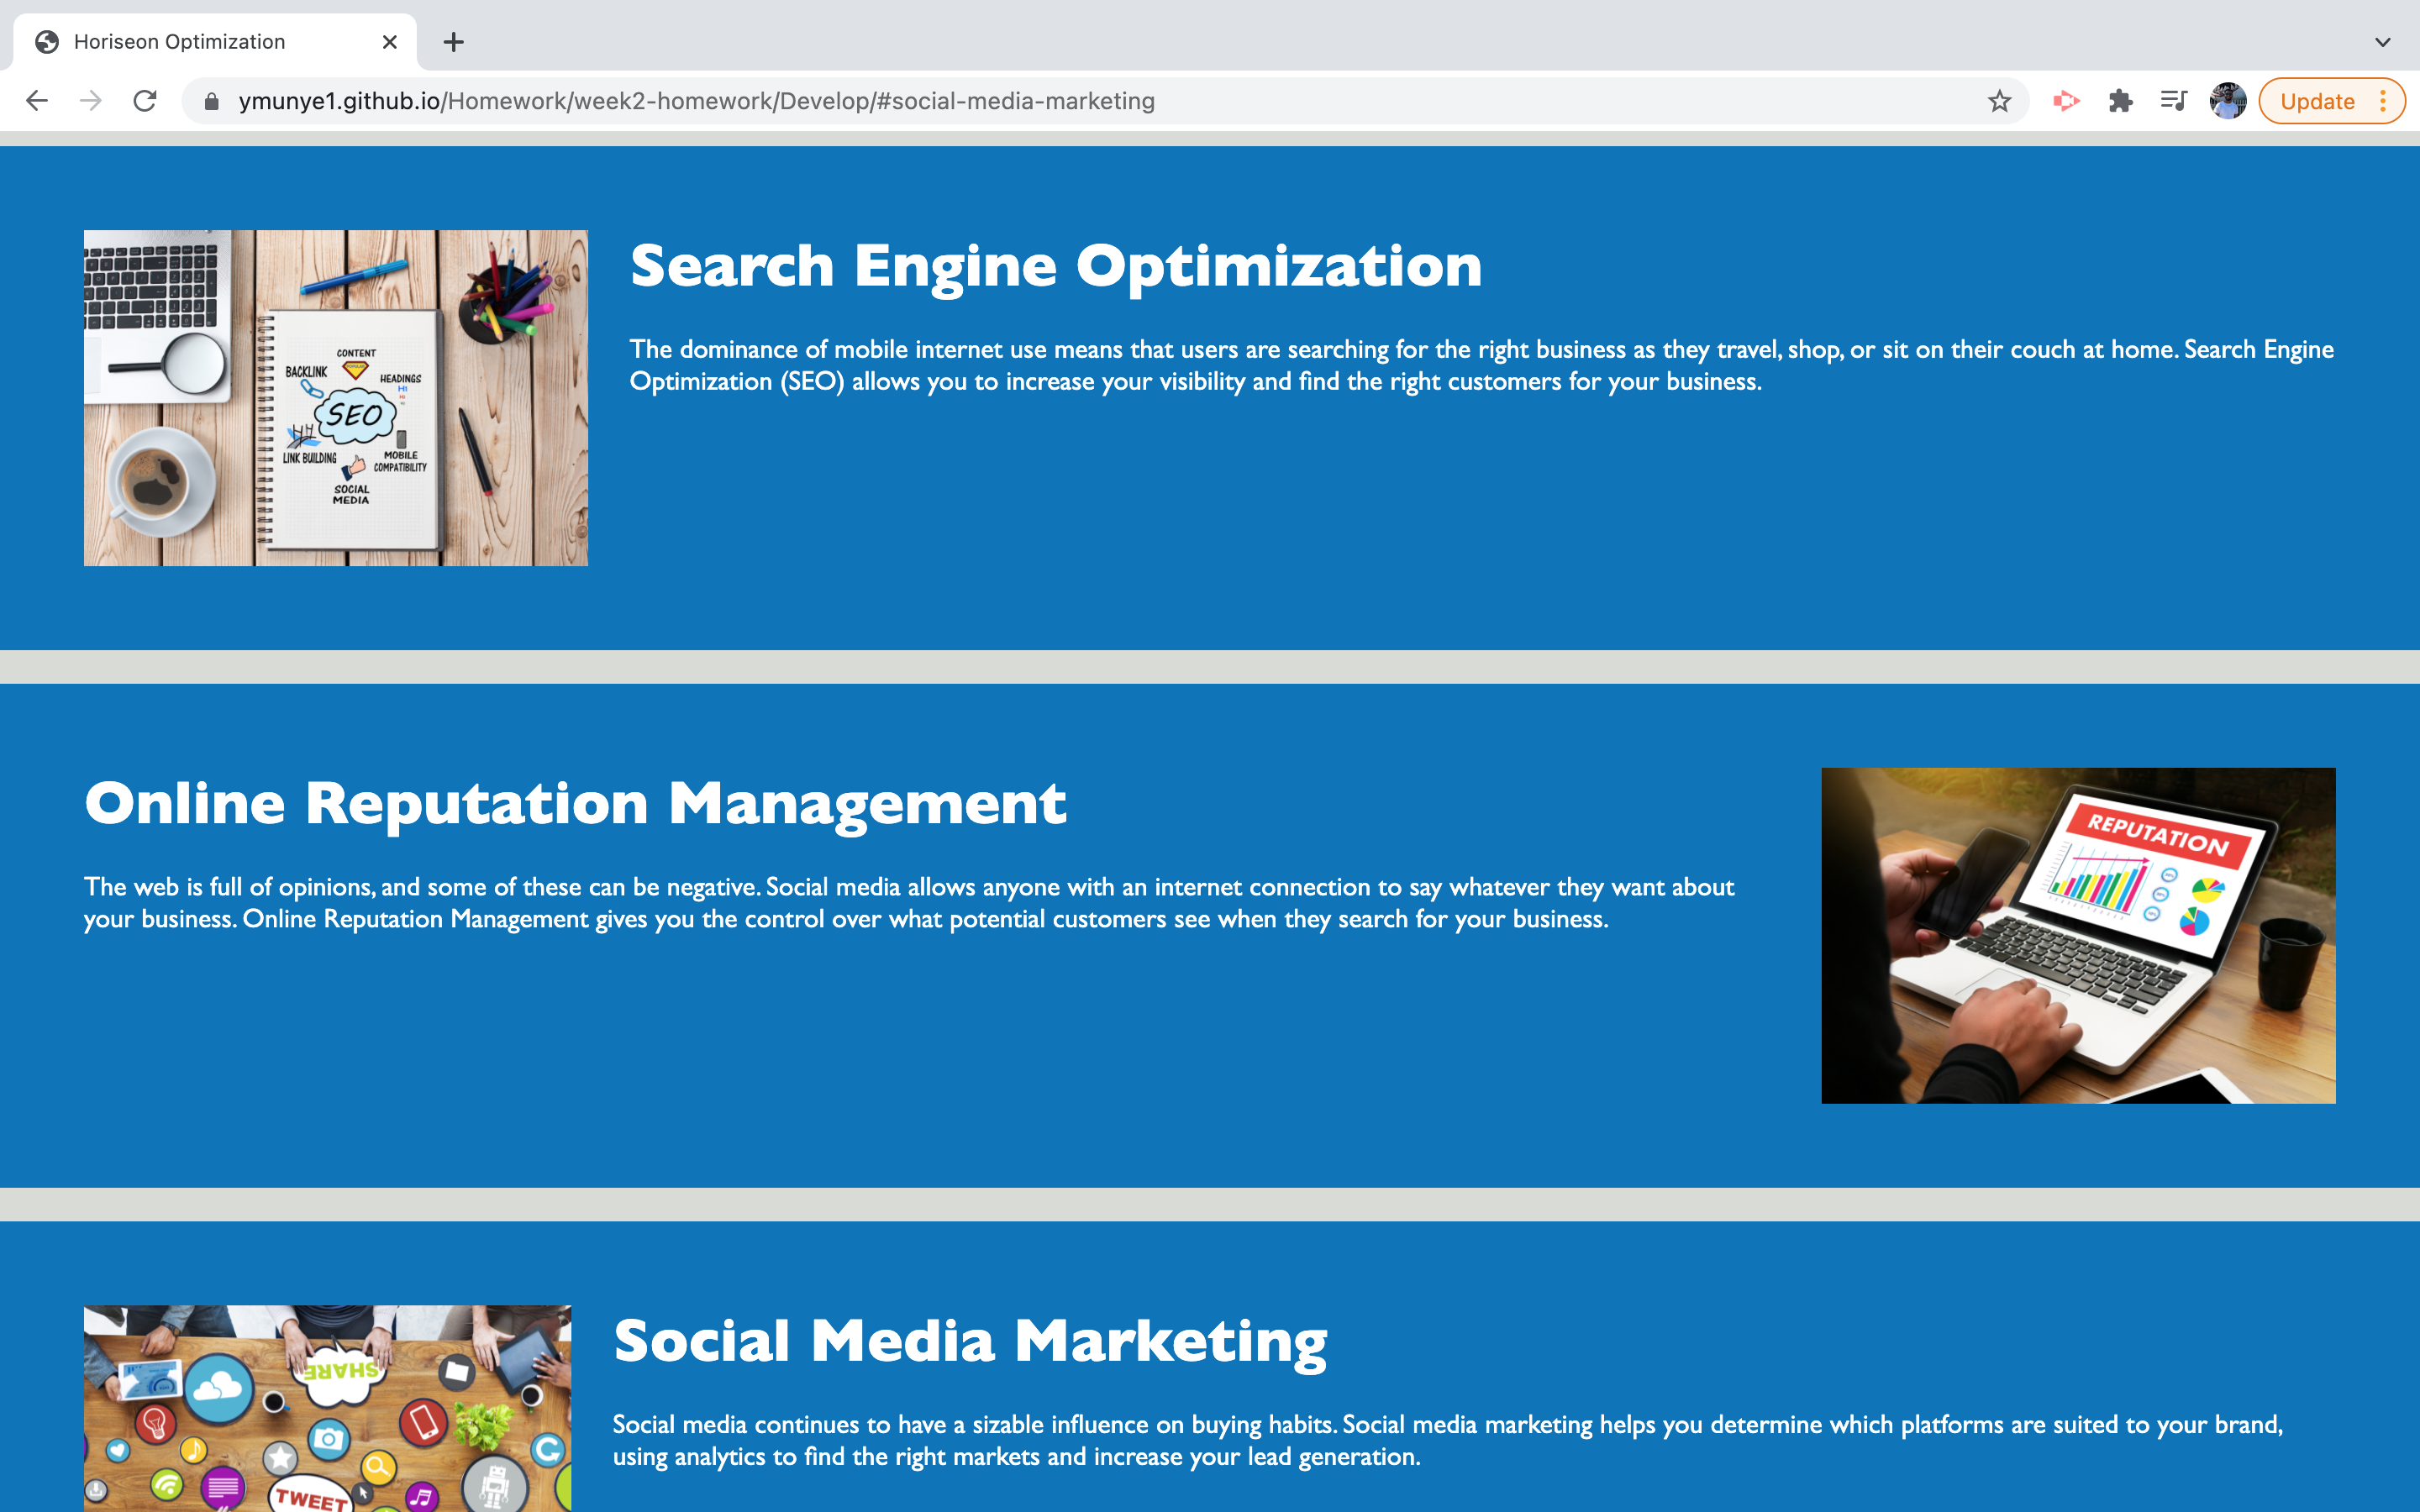 Horiseon Optimization
ymunye1.github.io/Homework/week2-homework/Develop/#social-media-marketing
Update
Search Engine Optimization
The dominance of mobile internet use means that users are searching for the right business as they travel, shop, or sit on their couch at home. Search Engine
Optimization (SEO) allows you to increase your visibility and find the right customers for your business.
CONTENT
BACKLINK
HEADINGS
H1
SEO
LINK BUILDING
MOBILE
COMPATIBILITY
SOCIAL
MEDIA
Online Reputation Management
The web is full of opinions, and some of these can be negative. Social media allows anyone with an internet connection to say whatever they want about
your business. Online Reputation Management gives you the control over what potential customers see when they search for your business.
REPUTATION
Social Media Marketing
Social media continues to have a sizable influence on buying habits. Social media marketing helps you determine which platforms are suited to your brand,
using analytics to find the right markets and increase your lead generation.
SHARE
TWEET